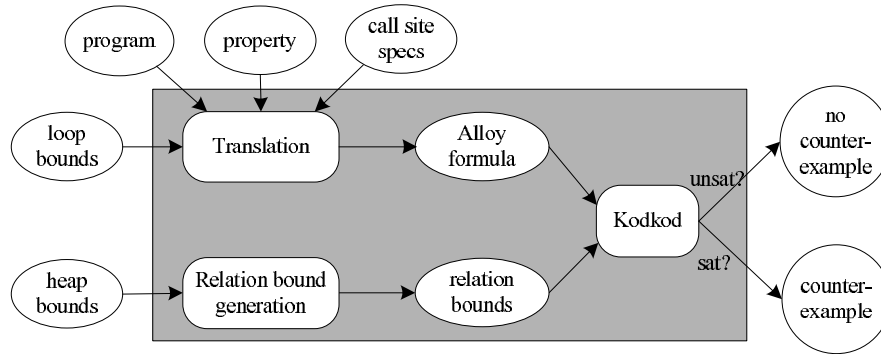 program
property
call site
specs
loop
bounds
Translation
Alloy
formula
no
counter-
example
unsat?
Kodkod
sat?
heap
bounds
Relation bound
generation
relation
bounds
counter-
example